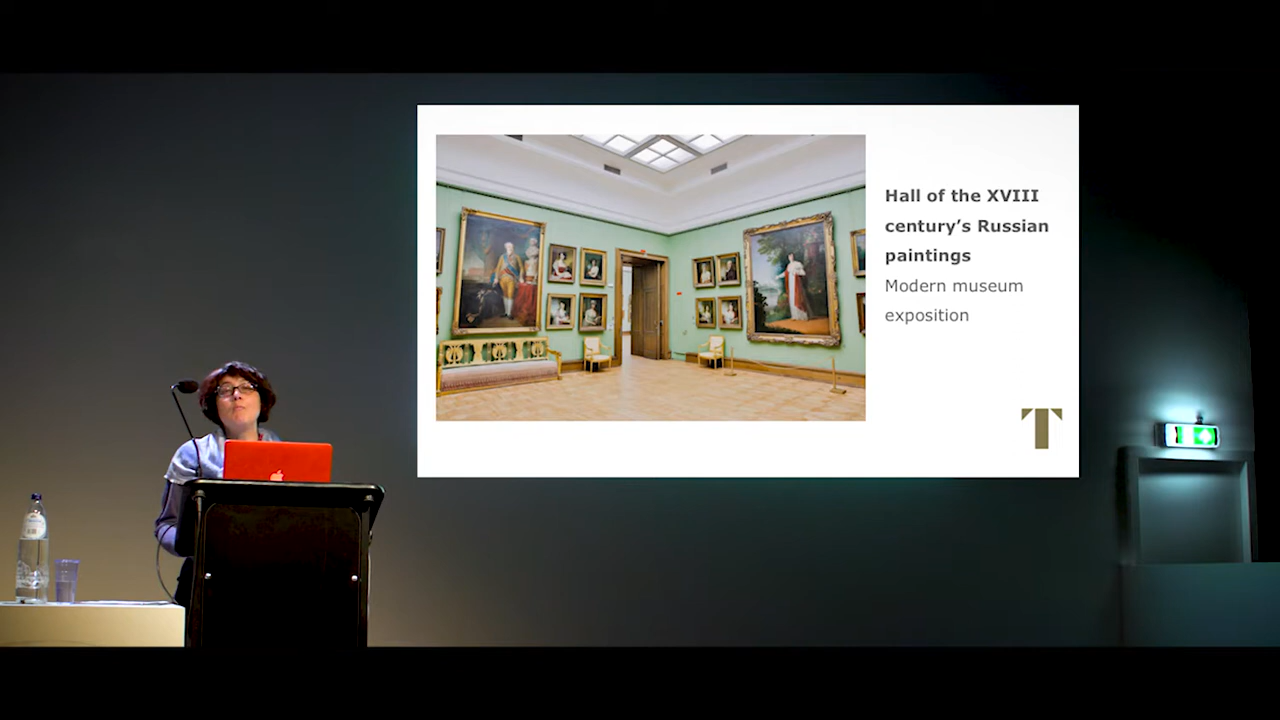 Hall of the XVIII
century’s Russian
paintings
Modern museum
exposition
T